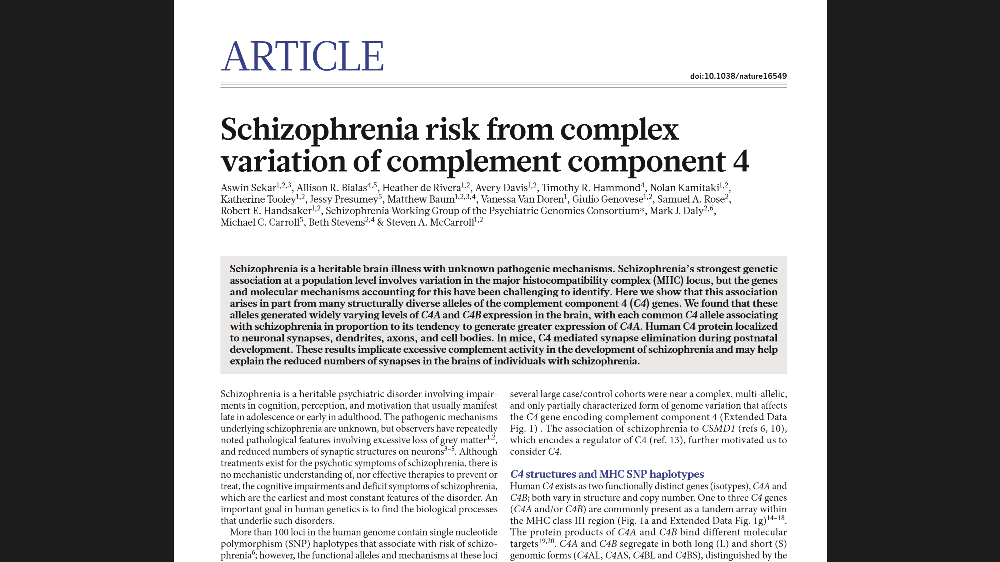 ARTICLE
doi:10.1038/nature16549
Schizophrenia risk from complex
variation of complement component 4
Aswin Sekar1,2,3, Allison R. Bialas4,5, Heather de Rivera1,2, Avery Davis1,2, Timothy R. Hammond4, Nolan Kamitaki1,2,
Katherine Tooley1,2, Jessy Presumey5, Matthew Baum1,2,3,4, Vanessa Van Doren1, Giulio Genovese1,2, Samuel A. Rose2,
Robert E. Handsaker1,2, Schizophrenia Working Group of the Psychiatric Genomics Consortium*, Mark J. Daly2,6,
Michael C. Carroll5, Beth Stevens2,4 & Steven A. McCarroll1,2
Schizophrenia is a heritable brain illness with unknown pathogenic mechanisms. Schizophrenia's strongest genetic
association at a population level involves variation in the major histocompatibility complex (MHC) locus, but the genes
and molecular mechanisms accounting for this have been challenging to identify. Here we show that this association
arises in part from many structurally diverse alleles of the complement component 4 (C4) genes. We found that these
alleles generated widely varying levels of C4A and C4B expression in the brain, with each common C4 allele associating
with schizophrenia in proportion to its tendency to generate greater expression of C4A. Human C4 protein localized
to neuronal synapses, dendrites, axons, and cell bodies. In mice, C4 mediated synapse elimination during postnatal
development. These results implicate excessive complement activity in the development of schizophrenia and may help
explain the reduced numbers of synapses in the brains of individuals with schizophrenia.
Schizophrenia is a heritable psychiatric disorder involving impair-
ments in cognition, perception, and motivation that usually manifest
late in adolescence or early in adulthood. The pathogenic mechanisms
underlying schizophrenia are unknown, but observers have repeatedly
noted pathological features involving excessive loss of grey matter1,2,
and reduced numbers of synaptic structures on neurons3–5. Although
treatments exist for the psychotic symptoms of schizophrenia, there is
no mechanistic understanding of, nor effective therapies to prevent or
treat, the cognitive impairments and deficit symptoms of schizophrenia,
which are the earliest and most constant features of the disorder. An
important goal in human genetics is to find the biological processes
that underlie such disorders.
More than 100 loci in the human genome contain single nucleotide
polymorphism (SNP) haplotypes that associate with risk of schizo-
phrenia6; however, the functional alleles and mechanisms at these loci
several large case/control cohorts were near a complex, multi-allelic,
and only partially characterized form of genome variation that affects
the C4 gene encoding complement component 4 (Extended Data
Fig. 1) . The association of schizophrenia to CSMD1 (refs 6, 10),
which encodes a regulator of C4 (ref. 13), further motivated us to
consider C4.
C4 structures and MHC SNP haplotypes
Human C4 exists as two functionally distinct genes (isotypes), C4A and
C4B; both vary in structure and copy number. One to three C4 genes
(C4A and/or C4B) are commonly present as a tandem array within
the MHC class III region (Fig. 1a and Extended Data Fig. 1g)14–18.
The protein products of C4A and C4B bind different molecular
targets19,20. C4A and C4B segregate in both long (L) and short (S)
genomic forms (C4AL, C4AS, C4BL and C4BS), distinguished by the